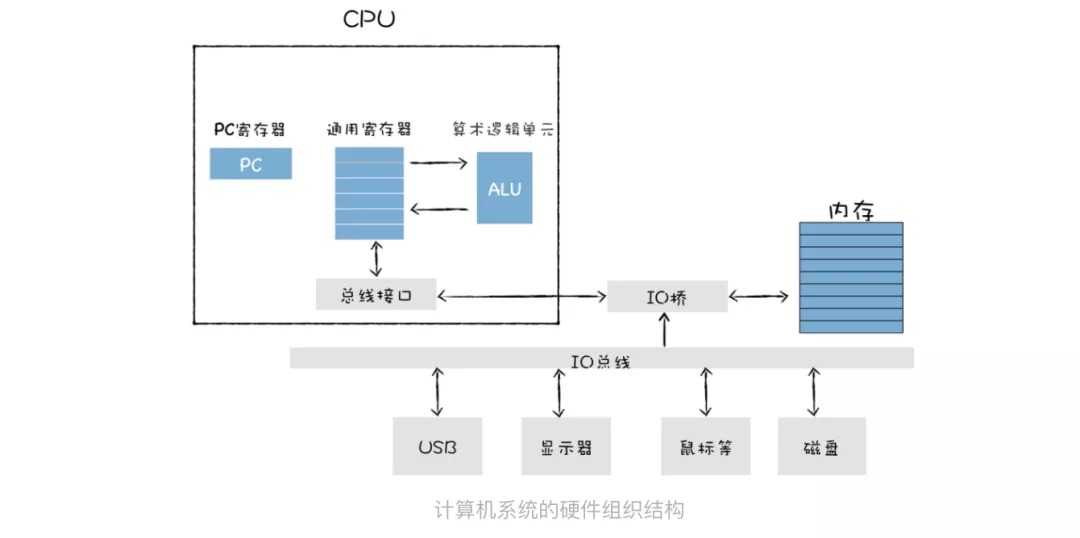 CPU
PC寄存器
通用寄存器
算术逻辑单元
PC
ALU
内存
总线接口
IO桥
IO总线
USB
显示器
鼠标等
磁盘
计算机系统的硬件组织结构